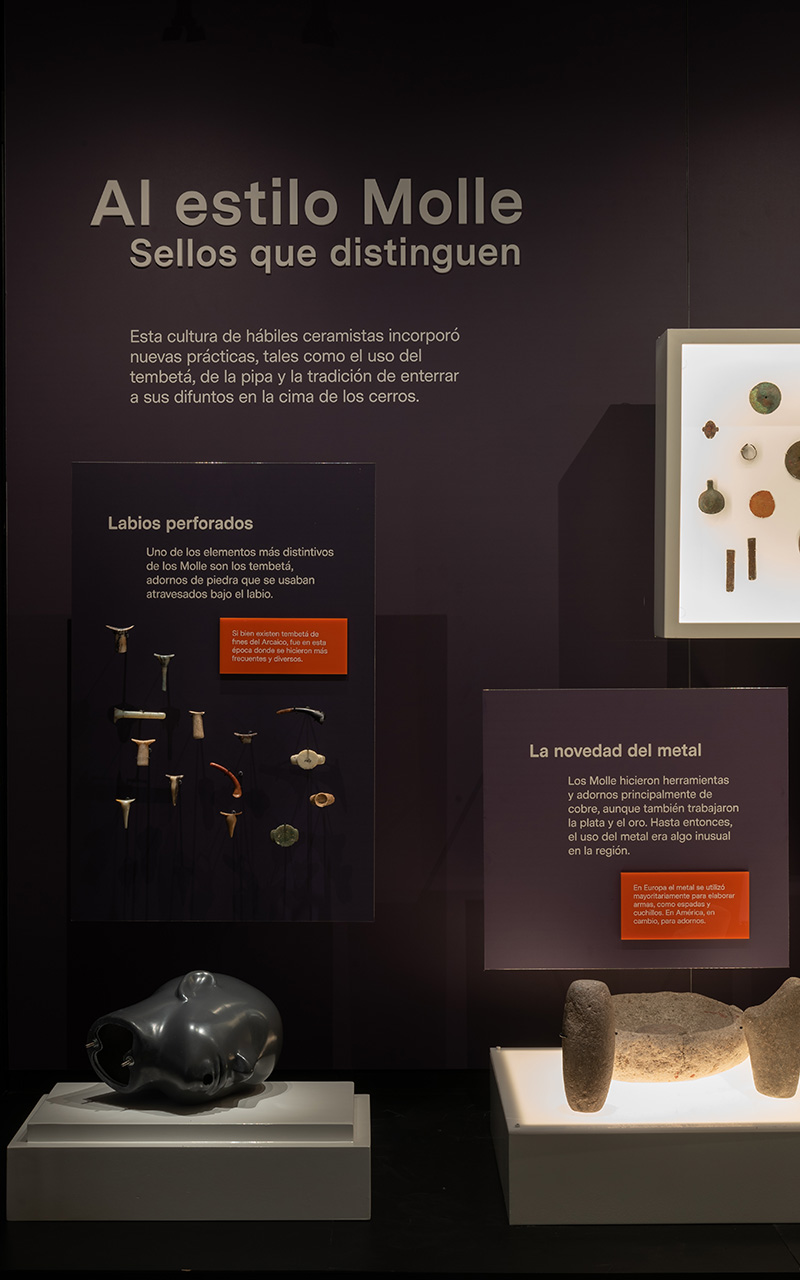 Al estilo Molle
Sellos que distinguen
Esta cultura de hábiles ceramistas incorporó
nuevas prácticas, tales como el uso del
tembetá, de la pipa y la tradición de enterrar
a sus difuntos en la cima de los cerros.
Labios perforados
Uno de los elementos más distintivos
de los Molle son los tembetá,
adornos de piedra que se usaban
atravesados bajo el labio.
Si bien existen tembetá de
fines del Arcaico, fue en esta
época donde se hicieron más
frecuentes y diversos.
La novedad del metal
Los Molle hicieron herramientas
y adornos principalmente de
cobre, aunque también trabajaron
la plata y el oro. Hasta entonces,
el uso del metal era algo inusual
en la región.
En Europa el metal se utilizó
mayoritariamente para elaborar
armas, como espadas y
cuchillos. En América, en
cambio, para adornos.